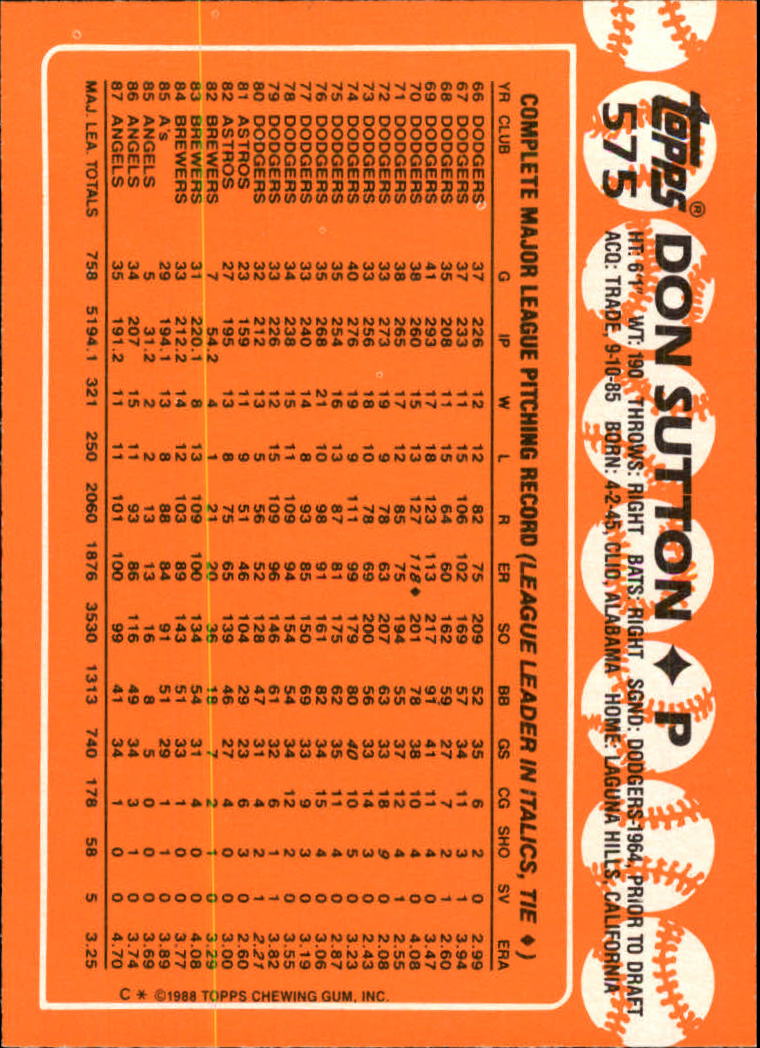 topps®
575
DON SUTTON ✦ P
HT: 6'1" WT: 190 THROWS: RIGHT BATS: RIGHT SGND: DODGERS-1964, PRIOR TO DRAFT
ACQ: TRADE, 9-10-85 BORN: 4-2-45, CLIO, ALABAMA HOME: LAGUNA HILLS, CALIFORNIA
COMPLETE MAJOR LEAGUE PITCHING RECORD (LEAGUE LEADER IN ITALICS, TIE ♦)
YR CLUB G IP W L R ER SO BB GS CG SHO SV ERA
66 DODGERS 37 226 12 12 82 75 209 52 35 6 2 0 2.99
67 DODGERS 37 233 11 15 106 102 169 57 34 11 3 1 3.94
68 DODGERS 35 208 11 15 64 60 162 59 27 7 2 1 2.60
69 DODGERS 41 293 17 18 123 113 217 91 41 11 4 0 3.47
70 DODGERS 38 260 15 13 127 118♦ 201 78 38 10 4 0 4.08
71 DODGERS 38 265 17 12 85 75 194 55 37 12 4 1 2.55
72 DODGERS 33 273 19 9 78 63 207 63 33 18 9 0 2.08
73 DODGERS 33 256 18 10 78 69 200 56 33 14 3 0 2.43
74 DODGERS 40 276 19 9 111 99 179 80 40 10 5 0 3.23
75 DODGERS 35 254 16 13 87 81 175 62 35 11 4 0 2.87
76 DODGERS 35 268 21 10 98 91 161 82 34 15 4 0 3.06
77 DODGERS 33 240 14 8 93 85 150 69 33 9 3 0 3.19
78 DODGERS 34 238 15 11 109 94 154 54 34 12 2 0 3.55
79 DODGERS 33 226 12 15 109 96 146 61 32 6 1 1 3.82
80 DODGERS 32 212 13 5 56 52 128 47 31 4 2 1 2.21
81 ASTROS 23 159 11 9 51 46 104 29 23 6 3 0 2.60
82 ASTROS 27 195 13 8 75 65 139 46 27 4 0 0 3.00
82 BREWERS 7 54.2 4 1 21 20 36 18 7 2 1 0 3.29
83 BREWERS 31 220.1 8 13 109 100 134 54 31 4 0 0 4.08
84 BREWERS 33 212.2 14 12 103 89 143 51 33 1 0 0 3.77
85 A's 29 194.1 13 8 88 84 91 51 29 1 1 0 3.89
85 ANGELS 5 31.2 2 2 13 13 16 8 5 0 0 0 3.69
86 ANGELS 34 207 15 11 93 86 116 49 34 3 1 0 3.74
87 ANGELS 35 191.2 11 11 101 100 99 41 34 1 0 0 4.70
MAJ. LEA. TOTALS 758 5194.1 321 250 2060 1876 3530 1313 740 178 58 5 3.25
C * ©1988 TOPPS CHEWING GUM, INC.